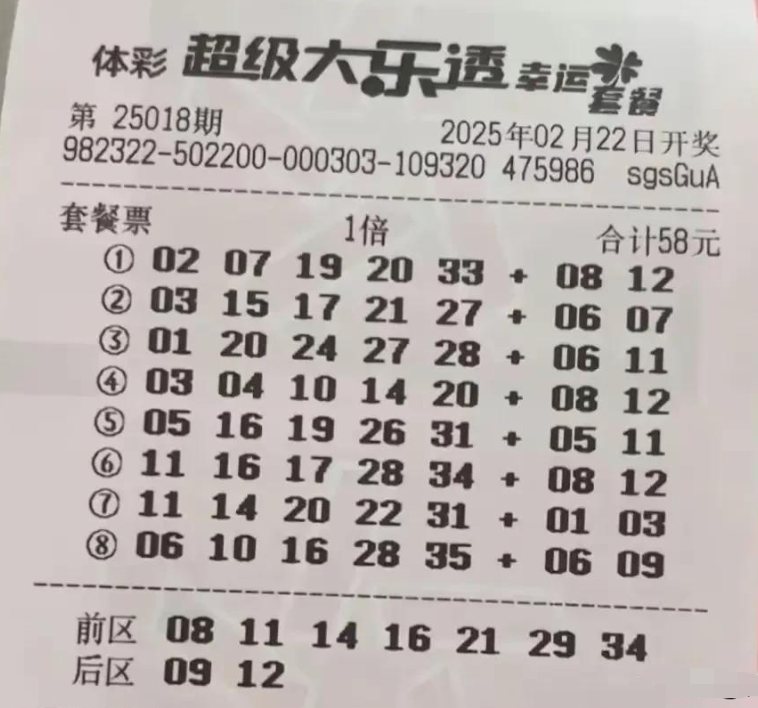 体彩 超级大乐透 幸运套餐
第 25018期 2025年02月22日开奖
982322-502200-000303-109320 475986 sgsGuA
套餐票 1倍 合计58元
① 02 07 19 20 33 + 08 12
② 03 15 17 21 27 + 06 07
③ 01 20 24 27 28 + 06 11
④ 03 04 10 14 20 + 08 12
⑤ 05 16 19 26 31 + 05 11
⑥ 11 16 17 28 34 + 08 12
⑦ 11 14 20 22 31 + 01 03
⑧ 06 10 16 28 35 + 06 09
前区 08 11 14 16 21 29 34
后区 09 12